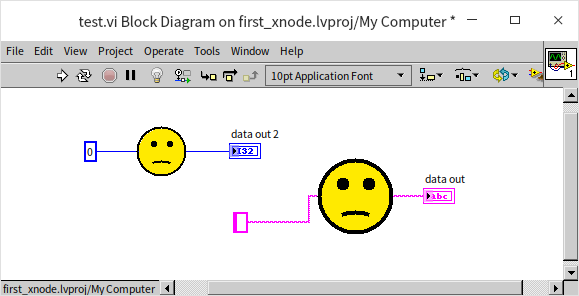 test.vi Block Diagram on first_xnode.lvproj/My Computer *
File Edit View Project Operate Tools Window Help
10pt Application Font
1
data out 2
0
I32
data out
abc
first_xnode.lvproj/My Computer